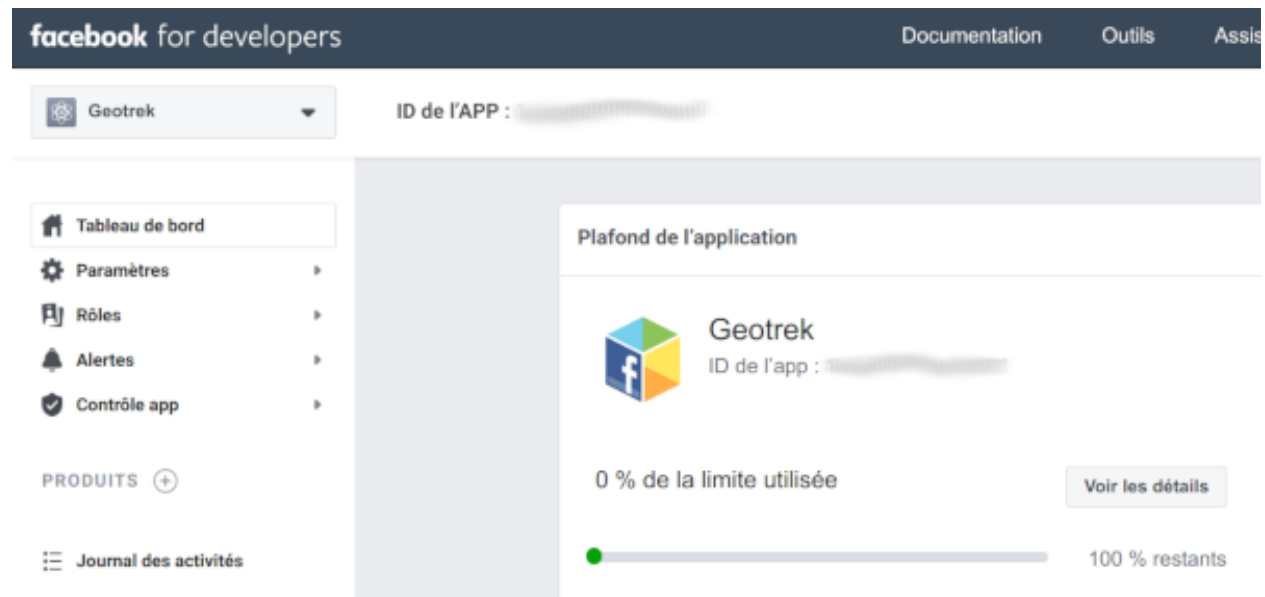 facebook for developers
Documentation
Outils
Geotrek
ID de l'APP :
Tableau de bord
Paramètres
Rôles
Alertes
Contrôle app
PRODUITS
Journal des activités
Plafond de l'application
Geotrek
ID de l'app :
0 % de la limite utilisée
Voir les détails
100 % restants